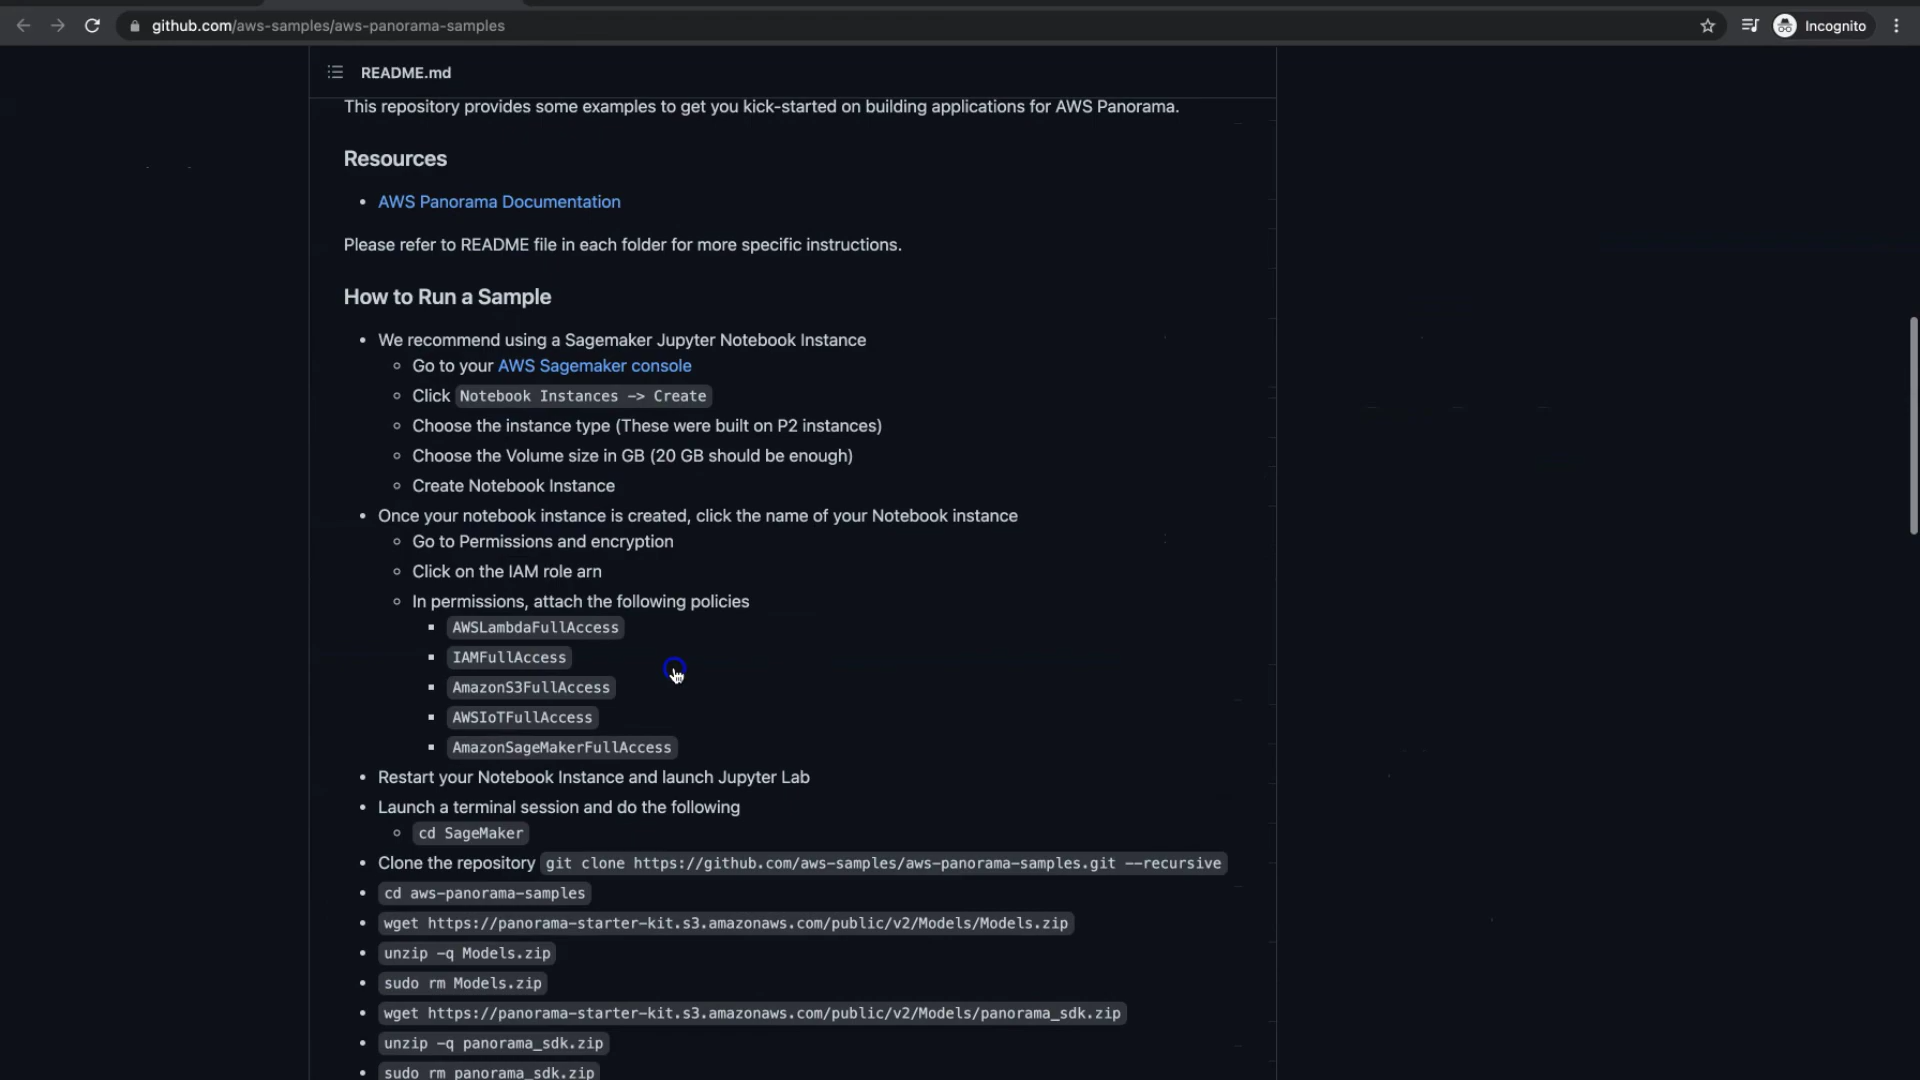 github.com/aws-samples/aws-panorama-samples
Incognito
README.md
This repository provides some examples to get you kick-started on building applications for AWS Panorama.
Resources
AWS Panorama Documentation
Please refer to README file in each folder for more specific instructions.
How to Run a Sample
We recommend using a Sagemaker Jupyter Notebook Instance
Go to your AWS Sagemaker console
Click Notebook Instances -> Create
Choose the instance type (These were built on P2 instances)
Choose the Volume size in GB (20 GB should be enough)
Create Notebook Instance
Once your notebook instance is created, click the name of your Notebook instance
Go to Permissions and encryption
Click on the IAM role arn
In permissions, attach the following policies
AWSLambdaFullAccess
IAMFullAccess
AmazonS3FullAccess
AWSIoTFullAccess
AmazonSageMakerFullAccess
Restart your Notebook Instance and launch Jupyter Lab
Launch a terminal session and do the following
cd SageMaker
Clone the repository git clone https://github.com/aws-samples/aws-panorama-samples.git --recursive
cd aws-panorama-samples
wget https://panorama-starter-kit.s3.amazonaws.com/public/v2/Models/Models.zip
unzip -q Models.zip
sudo rm Models.zip
wget https://panorama-starter-kit.s3.amazonaws.com/public/v2/Models/panorama_sdk.zip
unzip -q panorama_sdk.zip
sudo rm panorama_sdk.zip